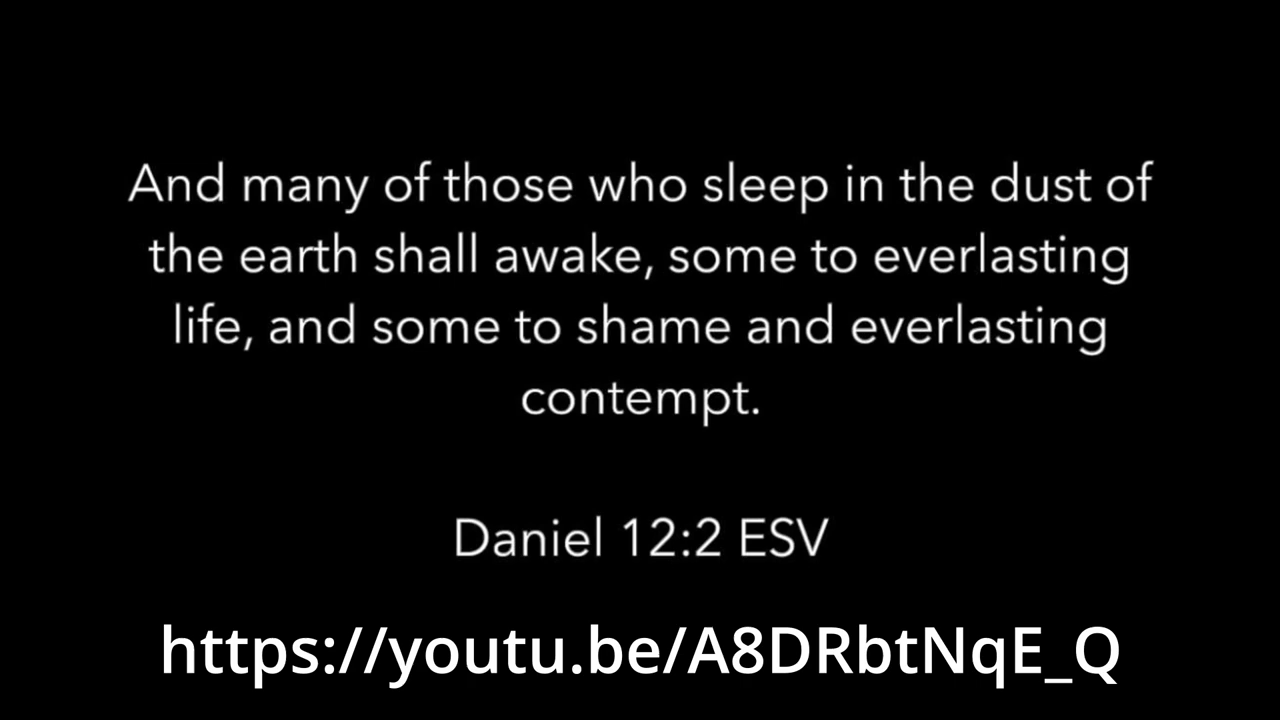 And many of those who sleep in the dust of
the earth shall awake, some to everlasting
life, and some to shame and everlasting
contempt.
Daniel 12:2 ESV
https://youtu.be/A8DRbtNqE_Q